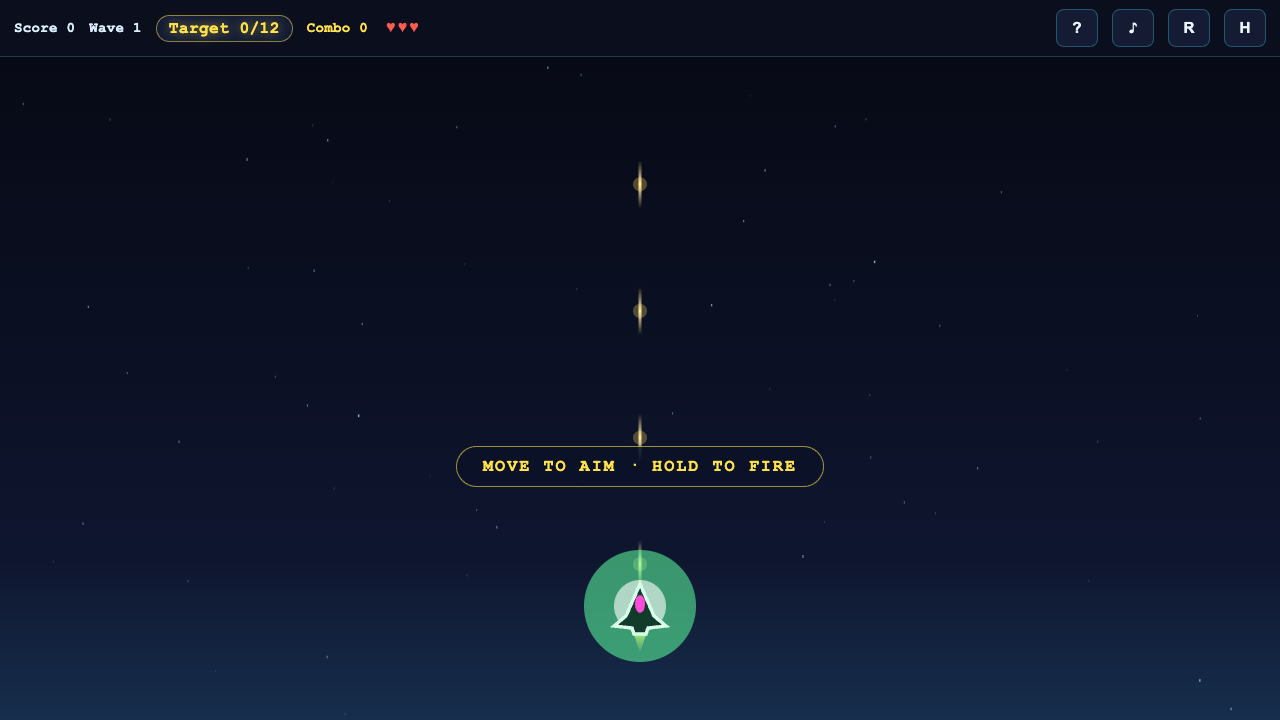 Score 0 Wave 1 Target 0/12 Combo 0 ♥♥♥ ? ♪ R H
MOVE TO AIM · HOLD TO FIRE